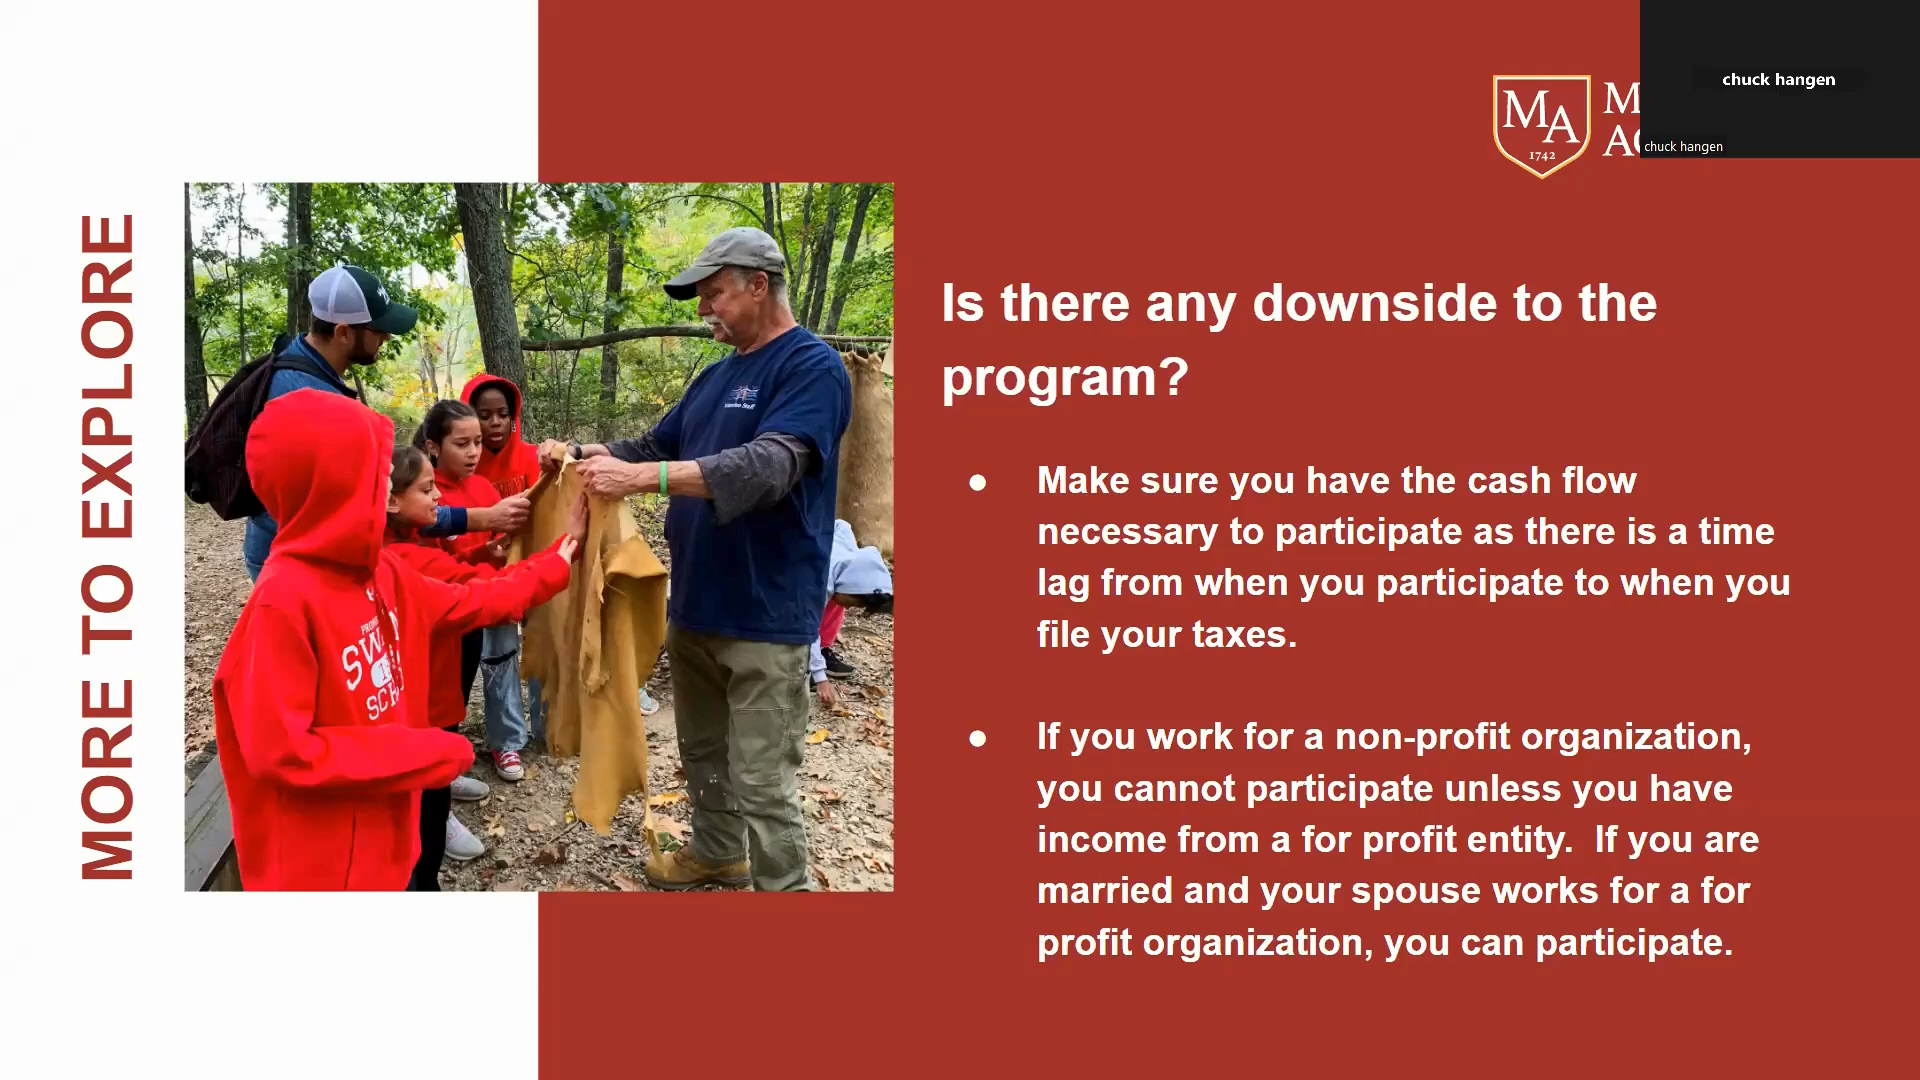 chuck hangen
chuck hangen
MA
1742
MORE TO EXPLORE
Is there any downside to the
program?
● Make sure you have the cash flow
necessary to participate as there is a time
lag from when you participate to when you
file your taxes.
● If you work for a non-profit organization,
you cannot participate unless you have
income from a for profit entity.  If you are
married and your spouse works for a for
profit organization, you can participate.